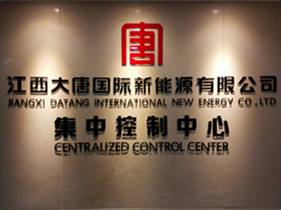 唐
江西大唐国际新能源有限公司
JIANGXI DATANG INTERNATIONAL NEW ENERGY CO.,LTD
集中控制中心
CENTRALIZED CONTROL CENTER